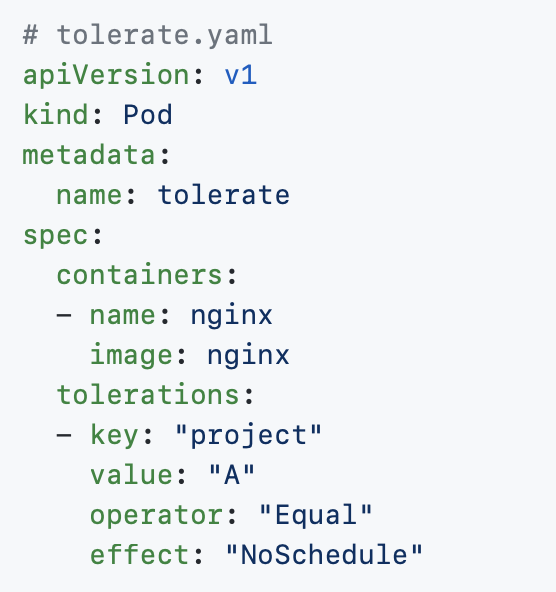 # tolerate.yaml
apiVersion: v1
kind: Pod
metadata:
  name: tolerate
spec:
  containers:
  - name: nginx
    image: nginx
  tolerations:
  - key: "project"
    value: "A"
    operator: "Equal"
    effect: "NoSchedule"